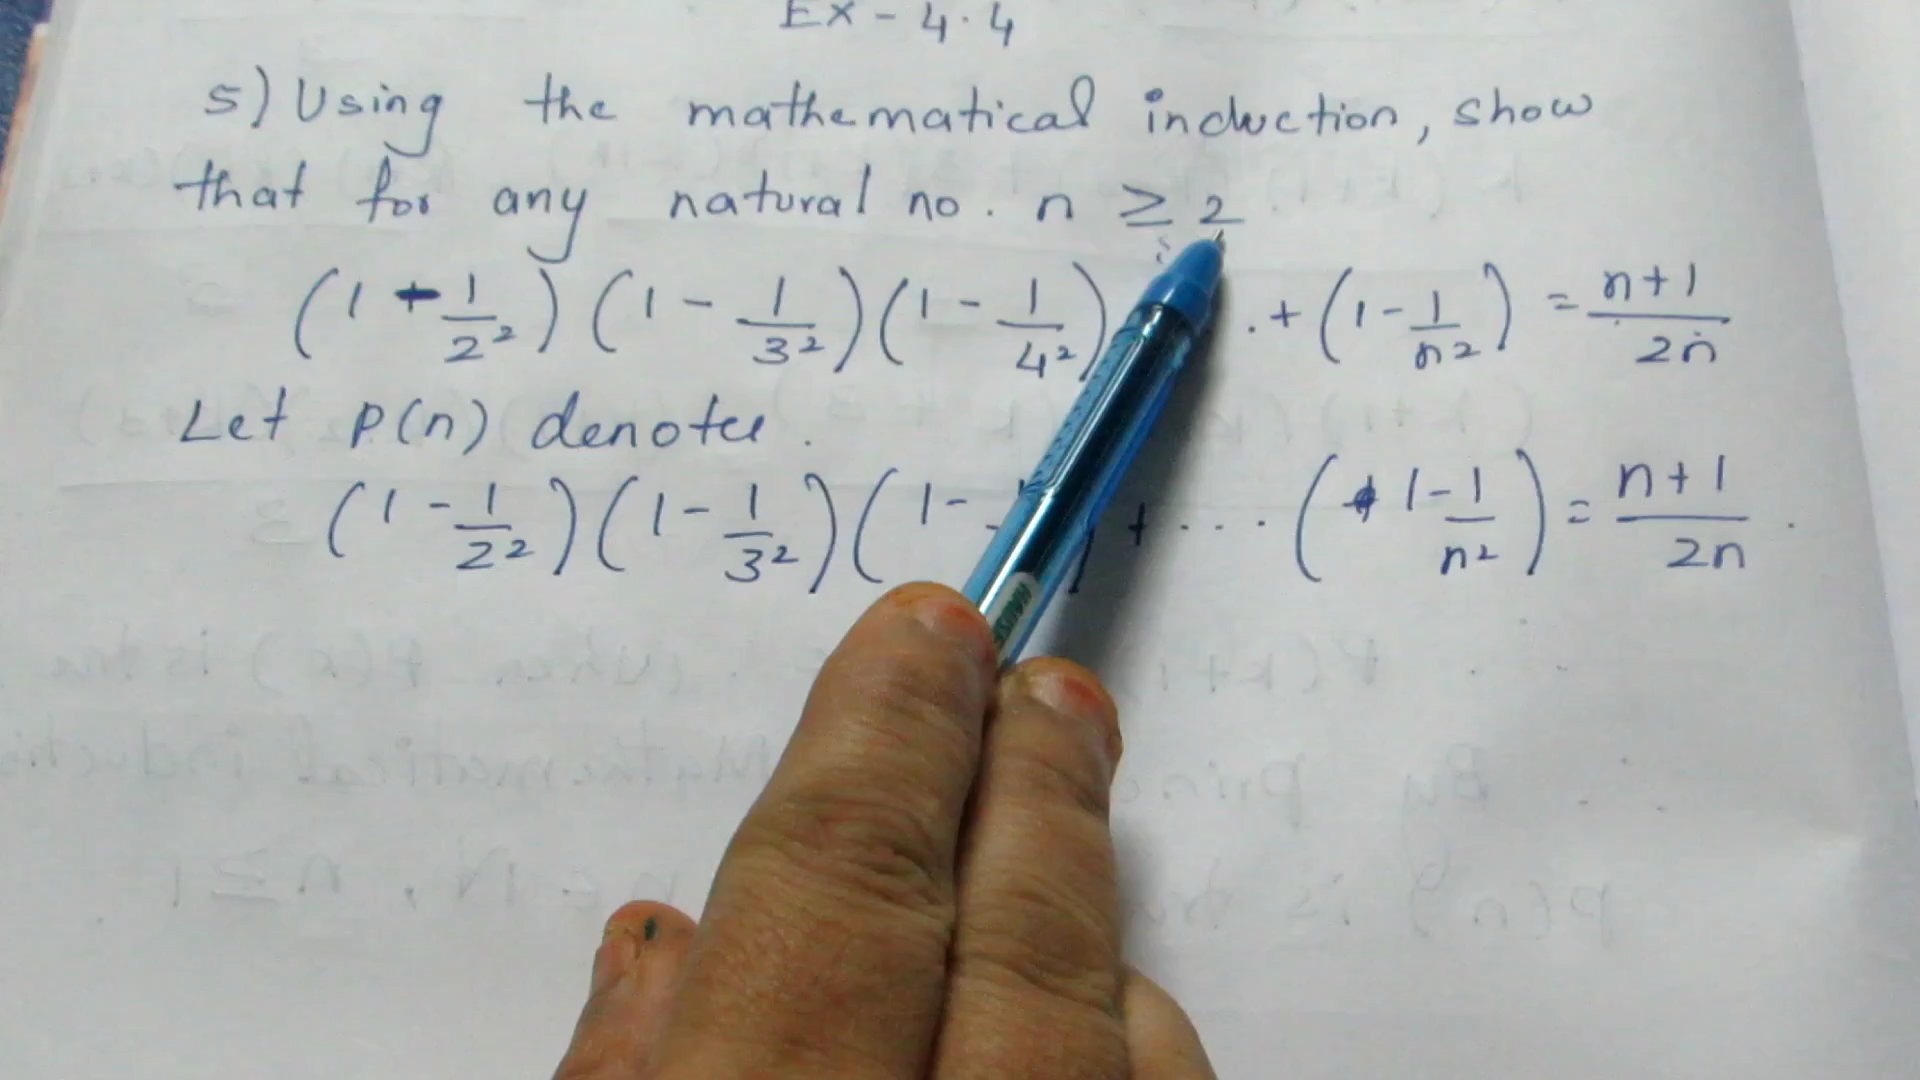 Ex - 4.4
5) Using the mathematical induction, show
that for any natural no. n ≥ 2
(1 - 1/2²) (1 - 1/3²) (1 - 1/4²) . + (1 - 1/n²) = n+1/2n
Let P(n) denotes.
(1 - 1/2²) (1 - 1/3²) (1 - + ... (1 - 1/n²) = n+1/2n .